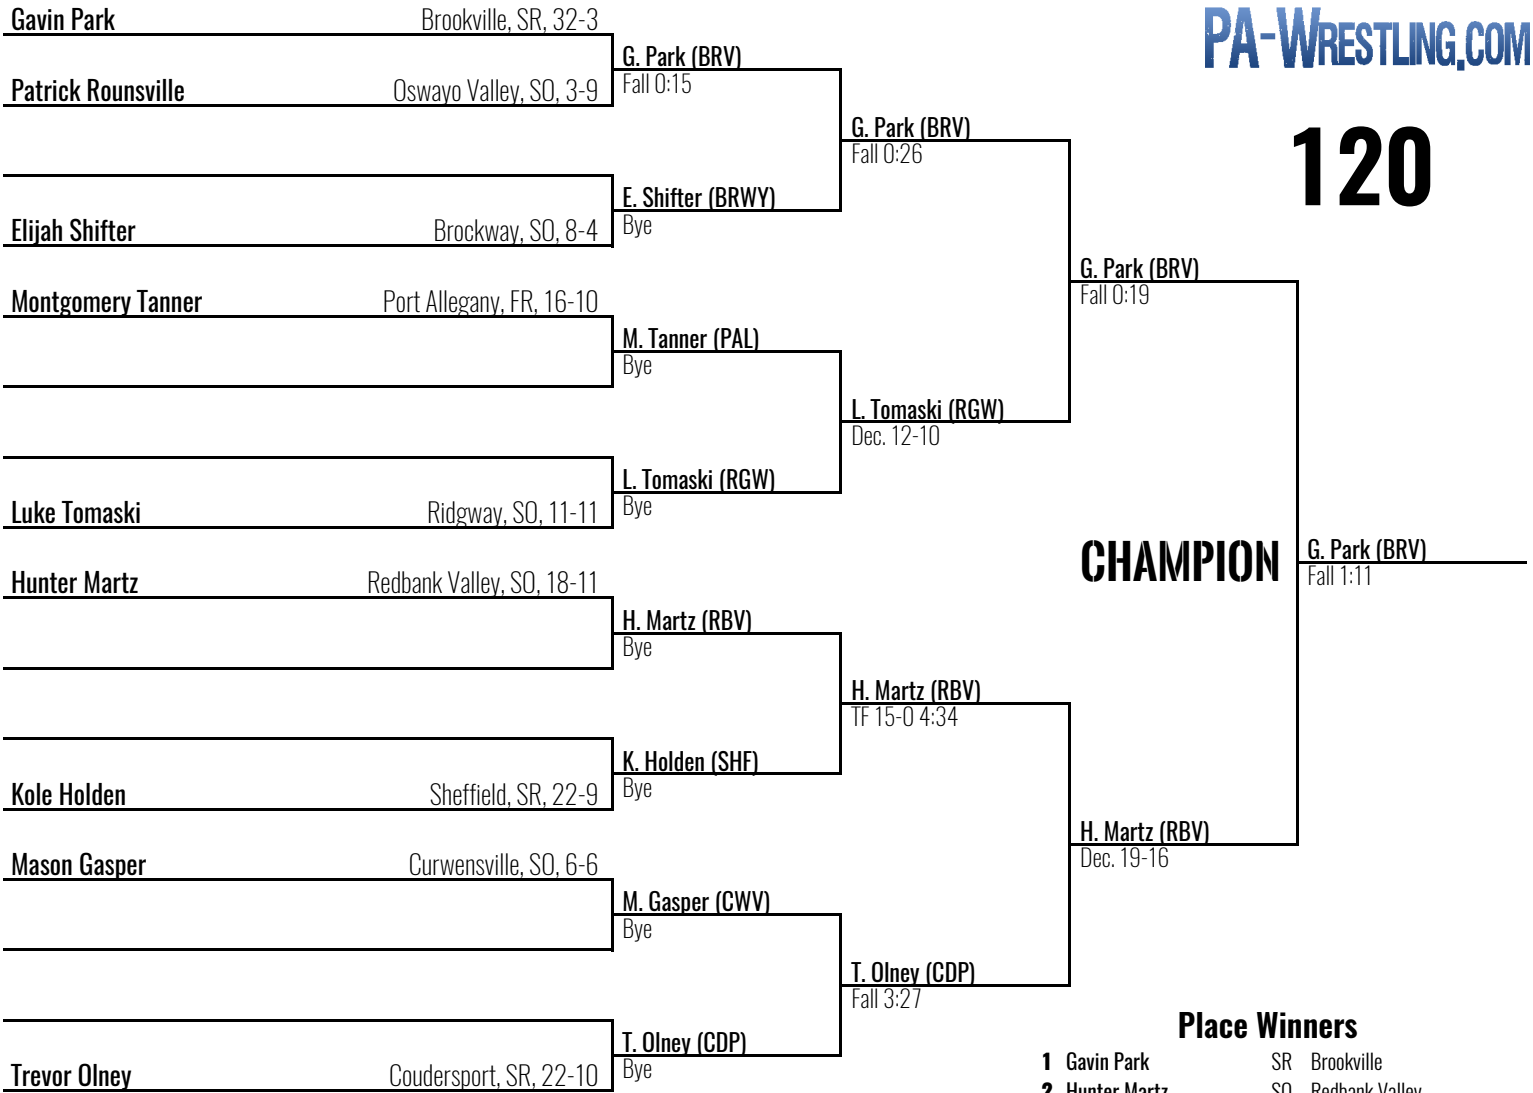 Gavin Park Brookville, SR, 32-3
PA-WRESTLING.COM
G. Park (BRV)
Fall 0:15
Patrick Rounsville Oswayo Valley, SO, 3-9
120
G. Park (BRV)
Fall 0:26
E. Shifter (BRWY)
Bye
Elijah Shifter Brockway, SO, 8-4
G. Park (BRV)
Fall 0:19
Montgomery Tanner Port Allegany, FR, 16-10
M. Tanner (PAL)
Bye
L. Tomaski (RGW)
Dec. 12-10
L. Tomaski (RGW)
Bye
Luke Tomaski Ridgway, SO, 11-11
CHAMPION
G. Park (BRV)
Fall 1:11
Hunter Martz Redbank Valley, SO, 18-11
H. Martz (RBV)
Bye
H. Martz (RBV)
TF 15-0 4:34
K. Holden (SHF)
Bye
Kole Holden Sheffield, SR, 22-9
H. Martz (RBV)
Dec. 19-16
Mason Gasper Curwensville, SO, 6-6
M. Gasper (CWV)
Bye
T. Olney (CDP)
Fall 3:27
Place Winners
T. Olney (CDP)
Bye
1 Gavin Park SR Brookville
Trevor Olney Coudersport, SR, 22-10
2 Hunter Martz SO Redbank Valley